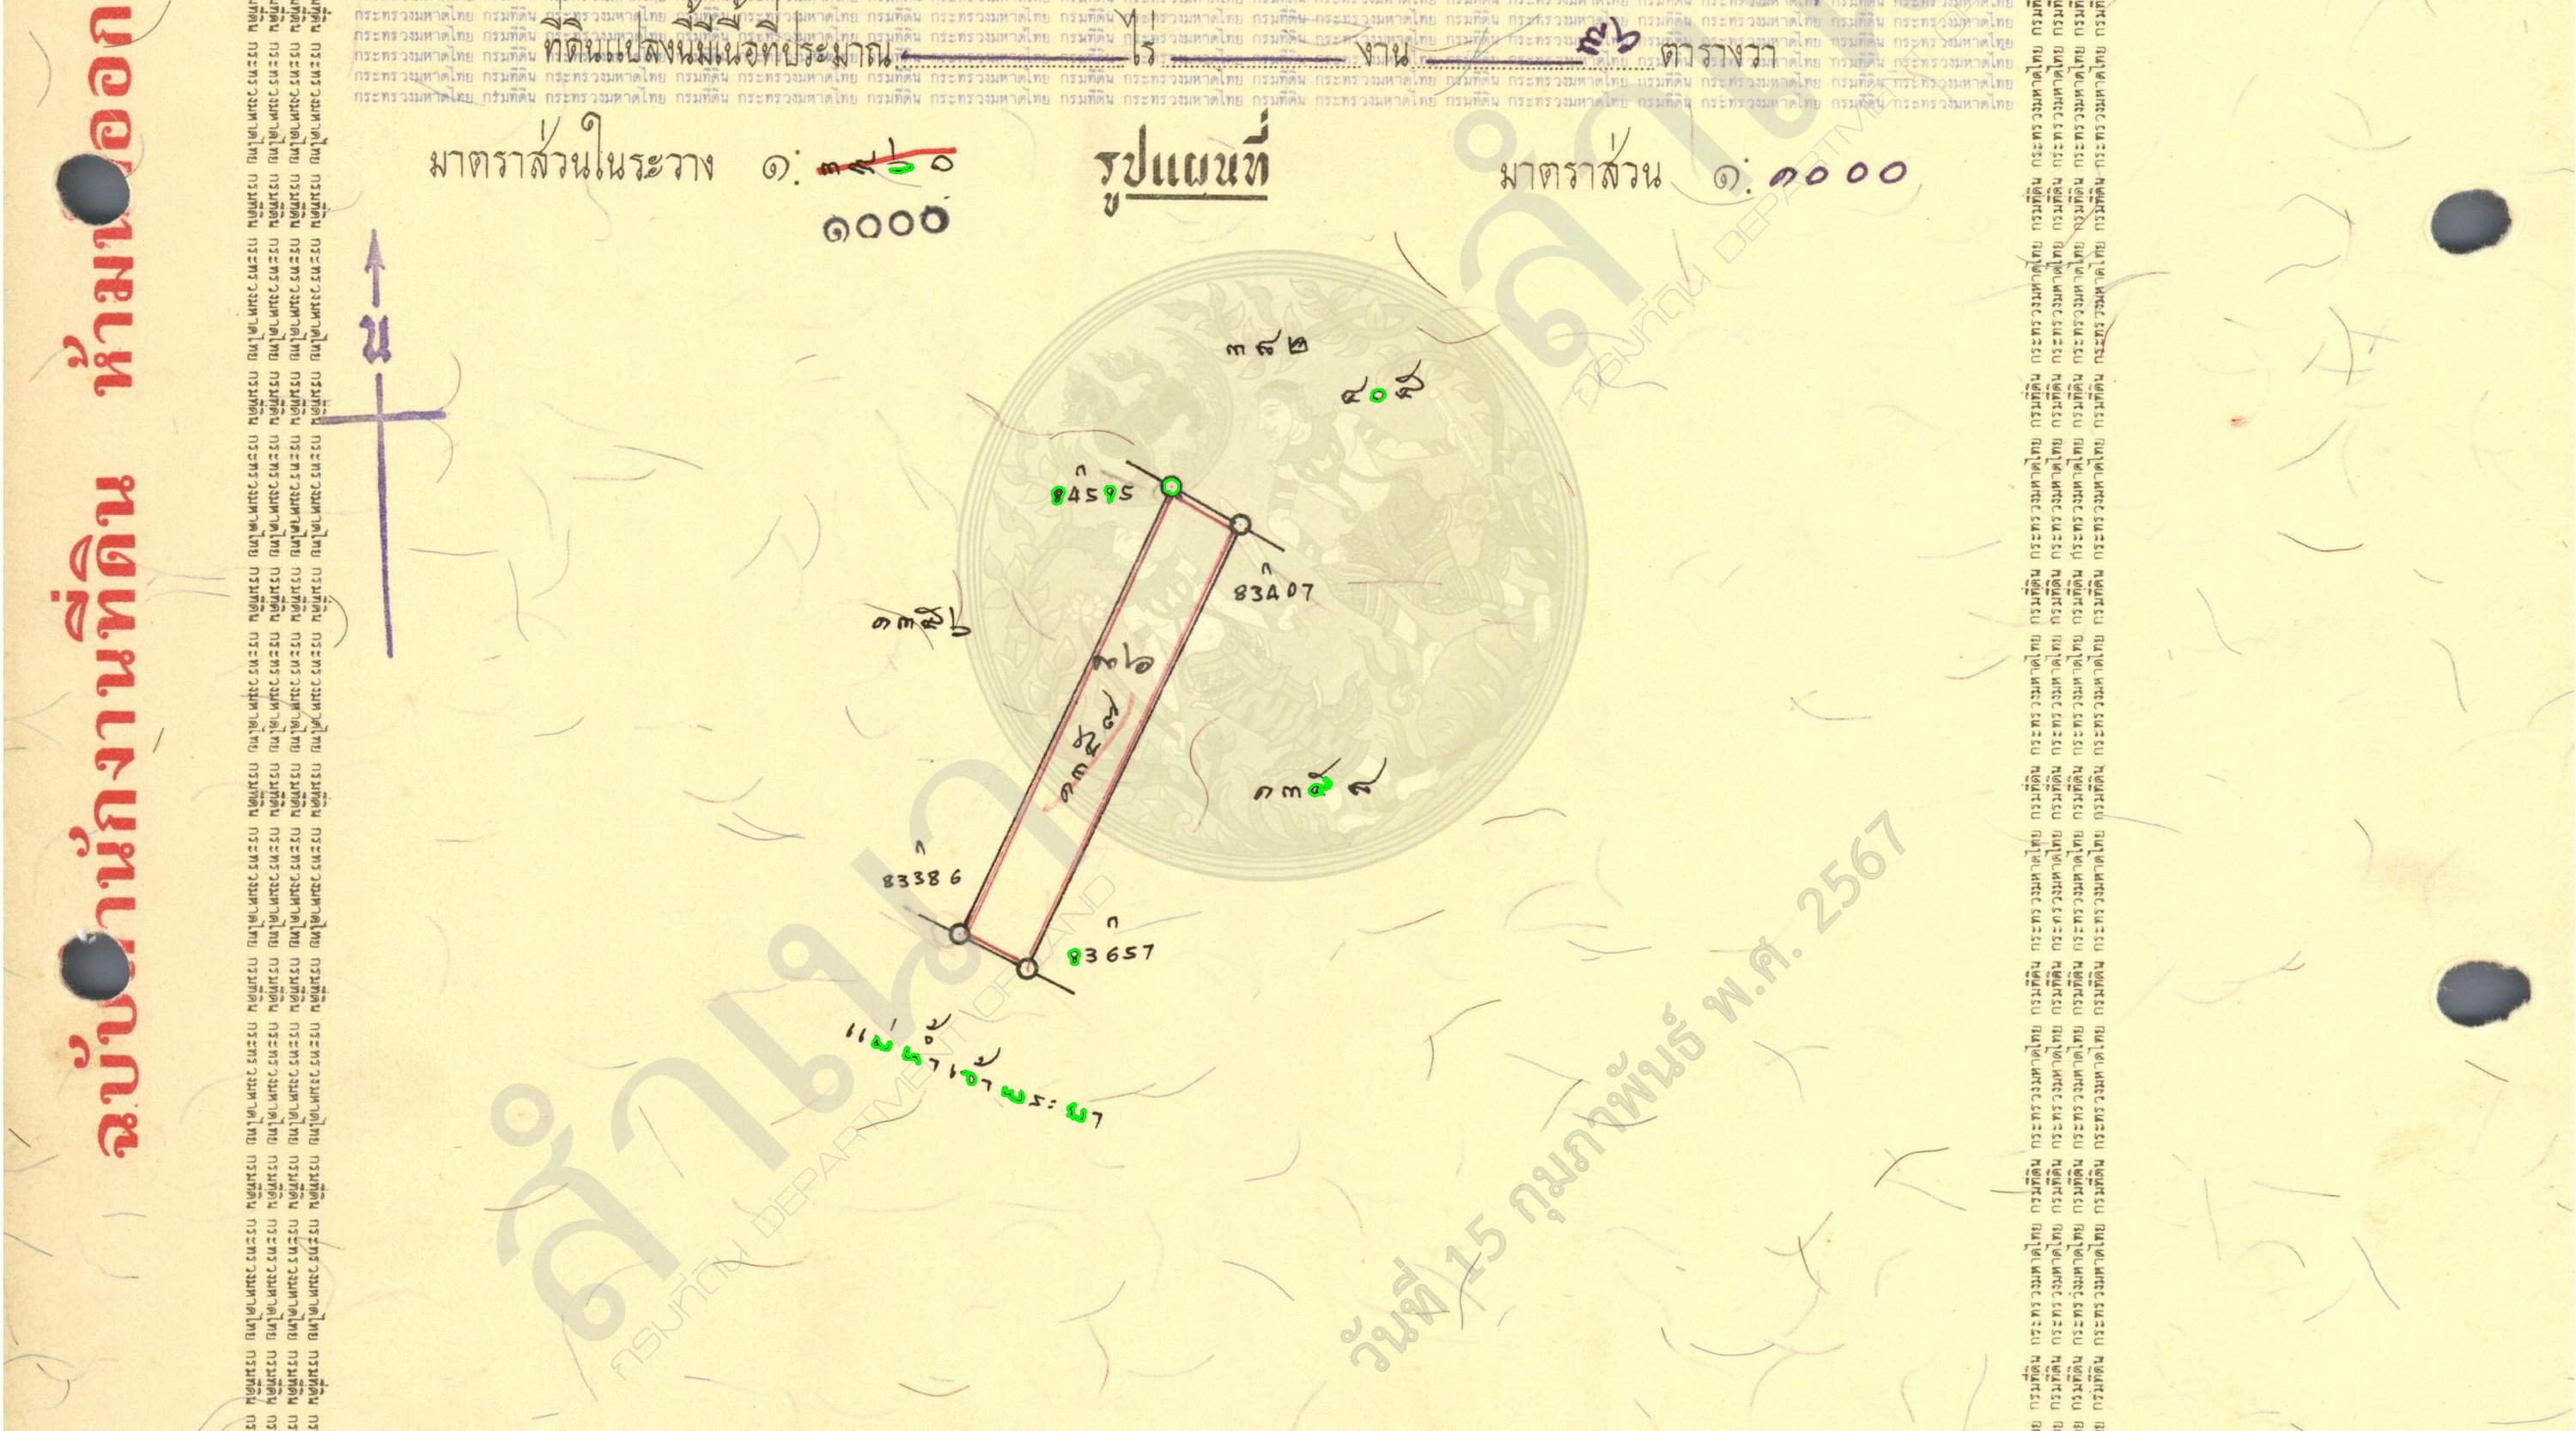 ที่ดินแปลงนี้มีเนื้อที่ประมาณ ไร่ งาน ๓๖ ตารางวา
มาตราส่วนในระวาง ๑: ๓๙๖๐
๑๐๐๐
รูปแผนที่
มาตราส่วน ๑: ๑๐๐๐
น
๓๘๒
๔๐๕
ก
84595
ก
83407
๑๓๕๖
๓๖
๑๓๕๗
๑๓๕๘
ก
83386
ก
83657
แม่น้ำเจ้าพระยา
สำเนา
กรมที่ดิน DEPARTMENT OF LAND
วันที่ 15 กุมภาพันธ์ พ.ศ. 2567
ฉบับสำนักงานที่ดิน ห้าม
กระทรวงมหาดไทย กรมที่ดิน